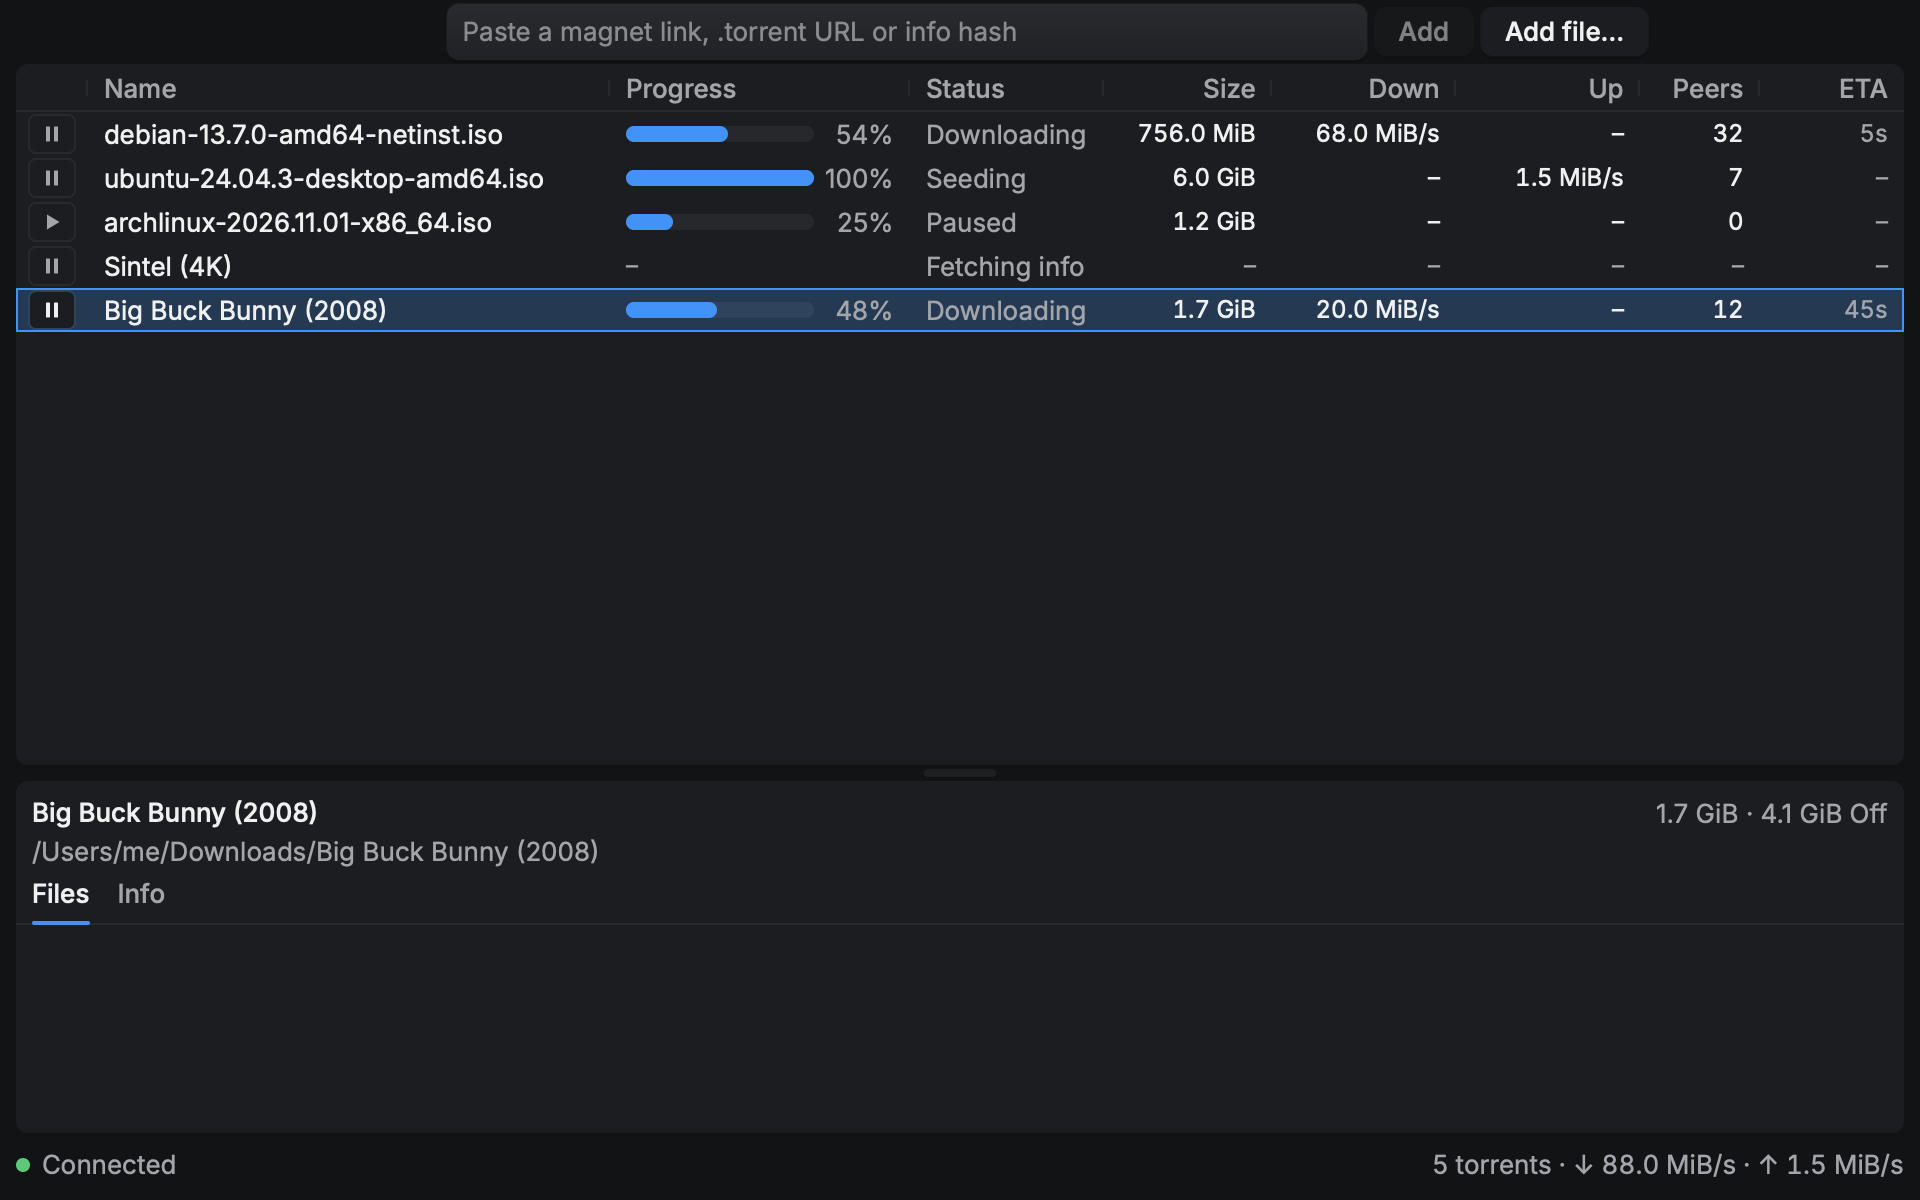 Paste a magnet link, .torrent URL or info hash Add Add file...
Name Progress Status Size Down Up Peers ETA
debian-13.7.0-amd64-netinst.iso 54% Downloading 756.0 MiB 68.0 MiB/s – 32 5s
ubuntu-24.04.3-desktop-amd64.iso 100% Seeding 6.0 GiB – 1.5 MiB/s 7 –
archlinux-2026.11.01-x86_64.iso 25% Paused 1.2 GiB – – 0 –
Sintel (4K) – Fetching info – – – – –
Big Buck Bunny (2008) 48% Downloading 1.7 GiB 20.0 MiB/s – 12 45s
Big Buck Bunny (2008) 1.7 GiB · 4.1 GiB Off
/Users/me/Downloads/Big Buck Bunny (2008)
Files Info
Connected 5 torrents · ↓ 88.0 MiB/s · ↑ 1.5 MiB/s